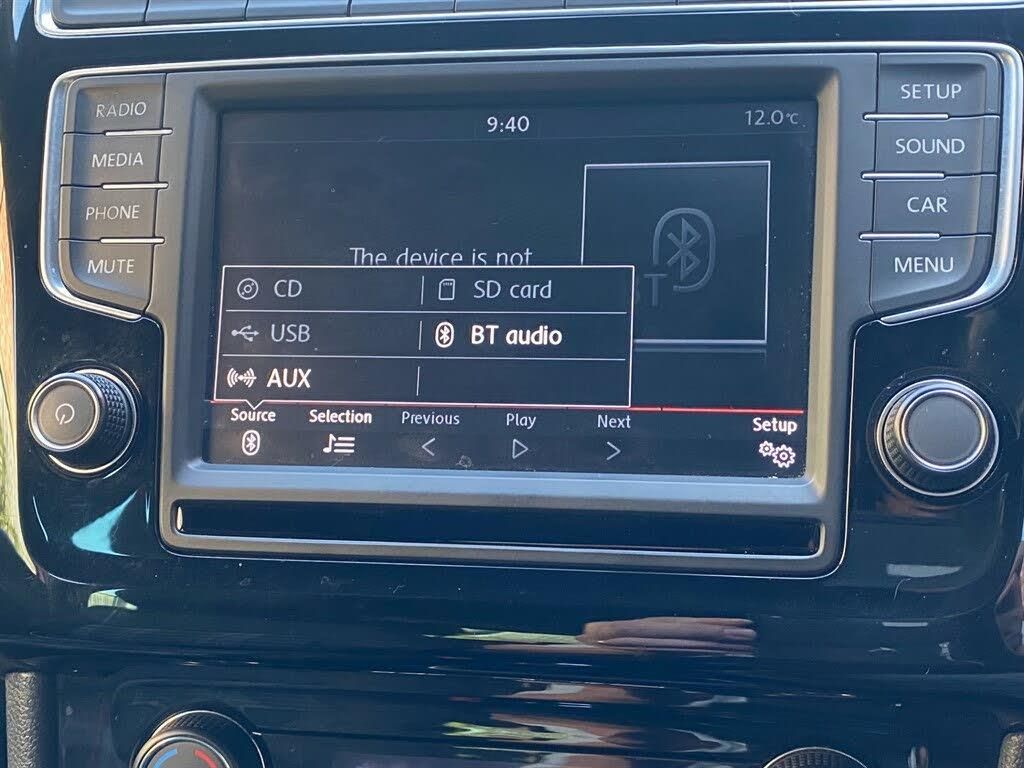 RADIO
MEDIA
PHONE
MUTE
9:40
12.0°C
The device is not
BT
CD
SD card
USB
BT audio
AUX
Source
Selection
Previous
Play
Next
Setup
SETUP
SOUND
CAR
MENU